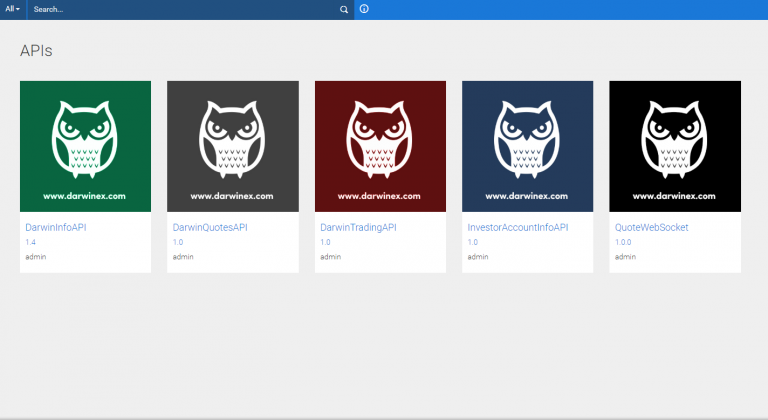 All
Search...
APIs
www.darwinex.com
www.darwinex.com
www.darwinex.com
www.darwinex.com
www.darwinex.com
DarwinInfoAPI
DarwinQuotesAPI
DarwinTradingAPI
InvestorAccountInfoAPI
QuoteWebSocket
1.4
1.0
1.0
1.0
1.0.0
admin
admin
admin
admin
admin